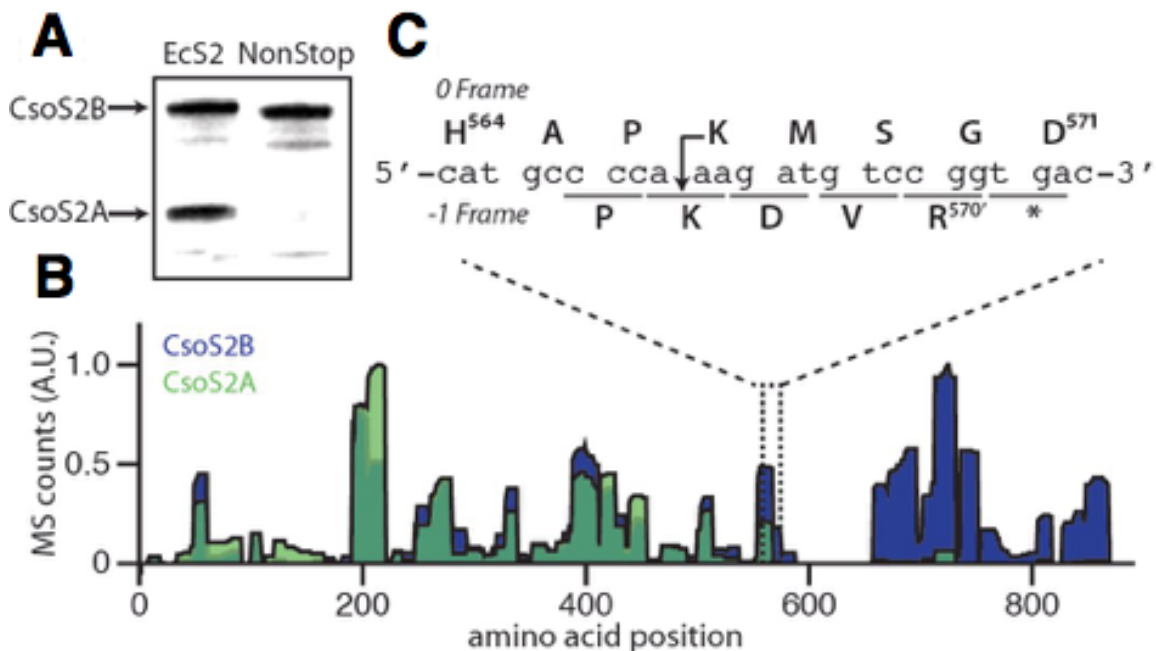 A
EcS2 NonStop
CsoS2B
CsoS2A
C
0 Frame
H564 A P K M S G D571
5'-cat gcc cca aag atg tcc ggt gac-3'
-1 Frame P K D V R570' *
B
CsoS2B
CsoS2A
MS counts (A.U.)
1.0
0.5
0
0 200 400 600 800
amino acid position